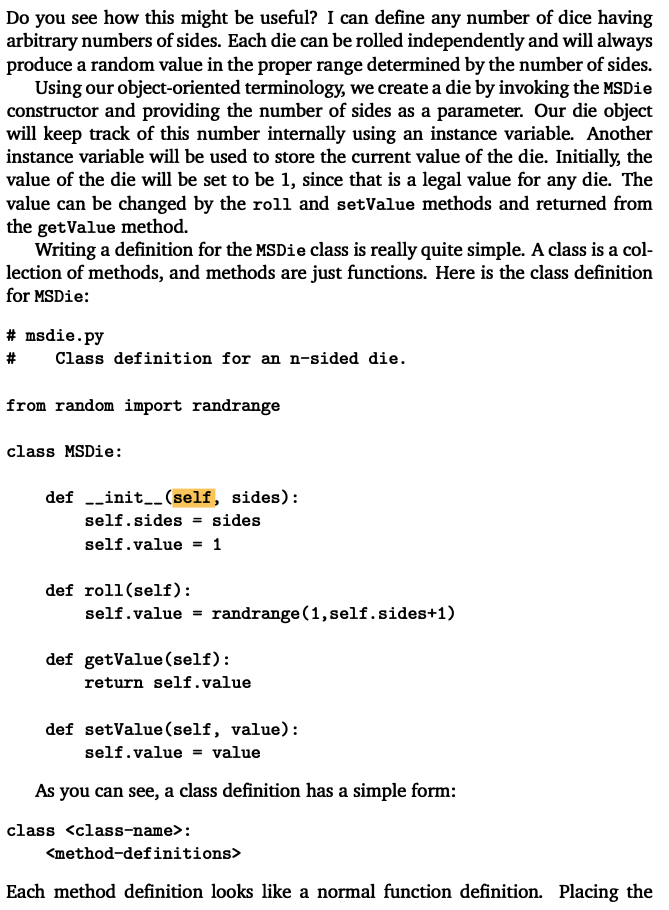 Do you see how this might be useful? I can define any number of dice having
arbitrary numbers of sides. Each die can be rolled independently and will always
produce a random value in the proper range determined by the number of sides.
Using our object-oriented terminology, we create a die by invoking the MSDie
constructor and providing the number of sides as a parameter. Our die object
will keep track of this number internally using an instance variable. Another
instance variable will be used to store the current value of the die. Initially, the
value of the die will be set to be 1, since that is a legal value for any die. The
value can be changed by the roll and setValue methods and returned from
the getValue method.
Writing a definition for the MSDie class is really quite simple. A class is a col-
lection of methods, and methods are just functions. Here is the class definition
for MSDie:
# msdie.py
#    Class definition for an n-sided die.
from random import randrange
class MSDie:
    def __init__(self, sides):
        self.sides = sides
        self.value = 1
    def roll(self):
        self.value = randrange(1,self.sides+1)
    def getValue(self):
        return self.value
    def setValue(self, value):
        self.value = value
As you can see, a class definition has a simple form:
class <class-name>:
    <method-definitions>
Each method definition looks like a normal function definition. Placing the